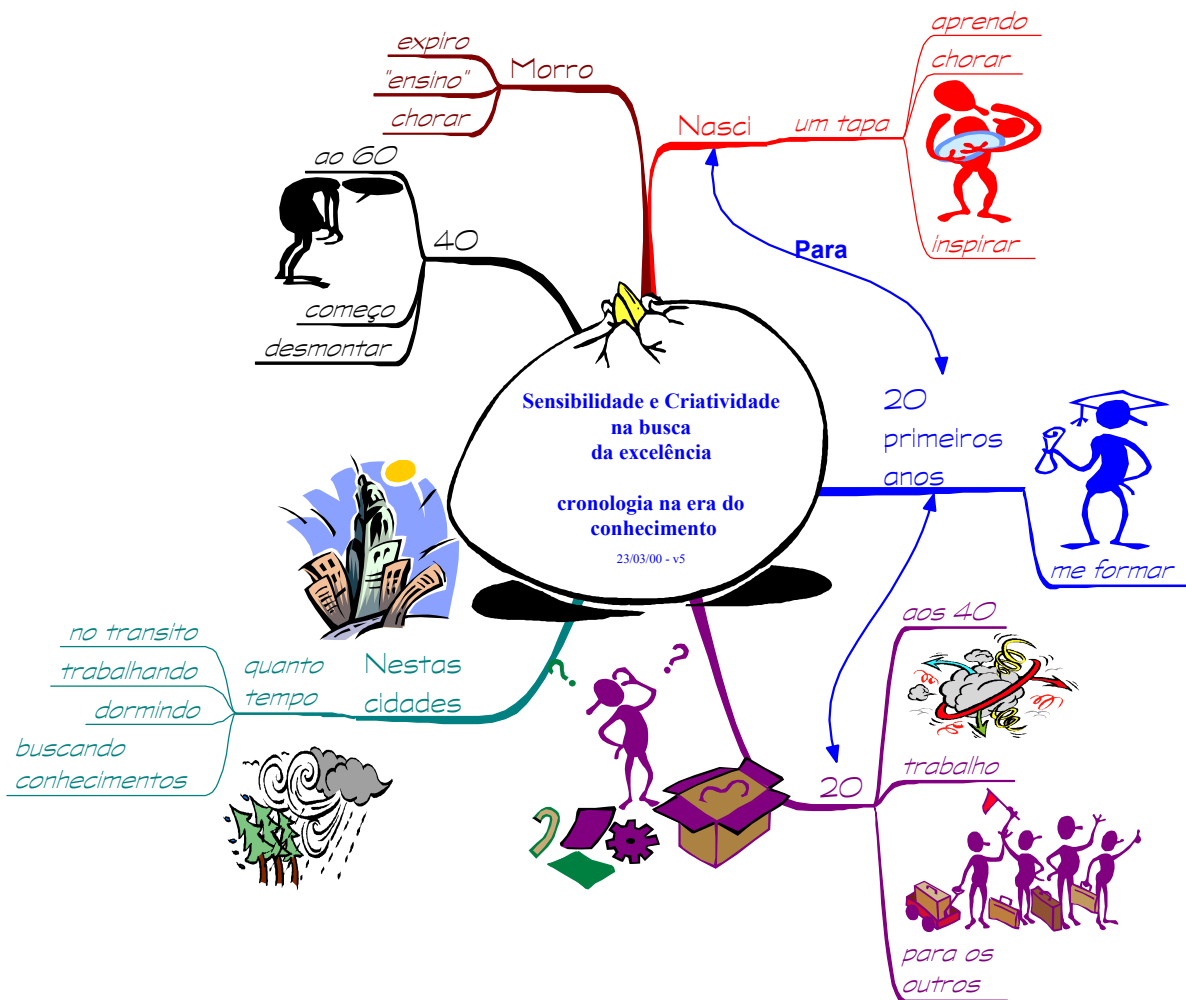 Sensibilidade e Criatividade
na busca
da excelência
cronologia na era do
conhecimento
23/03/00 - v5
Nasci
um tapa
aprendo
chorar
inspirar
Para
20
primeiros
anos
me formar
20
aos 40
trabalho
para os
outros
Nestas
cidades
quanto
tempo
no transito
trabalhando
dormindo
buscando
conhecimentos
40
ao 60
começo
desmontar
Morro
expiro
"ensino"
chorar